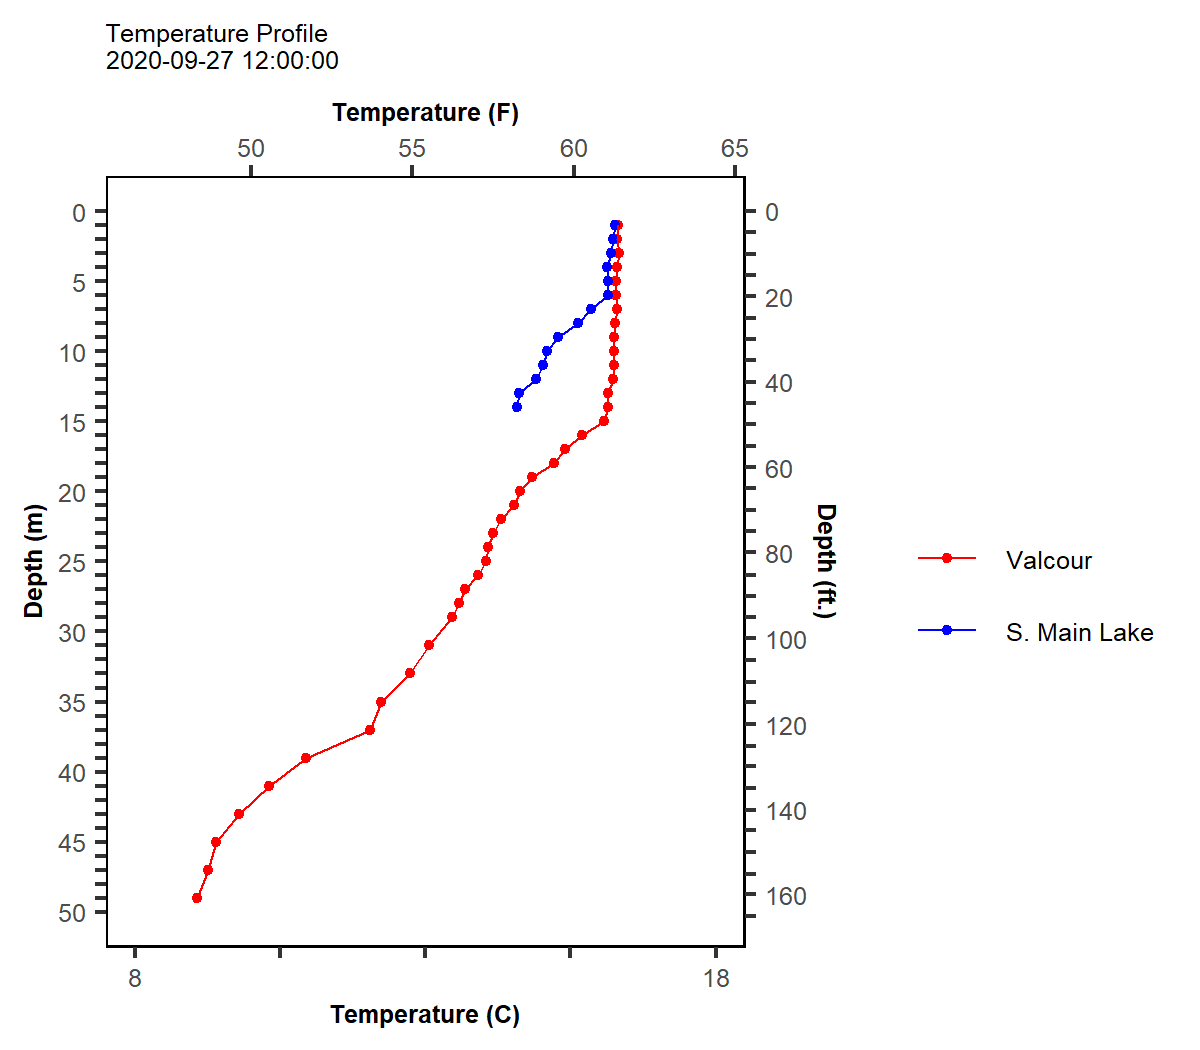 Temperature Profile
2020-09-27 12:00:00
Temperature (F)
50 55 60 65
0 0
5
20
10
40
15
60
20
Depth (m)
Depth (ft.)
80
25
Valcour
30
100
S. Main Lake
35
120
40
140
45
160
50
8 18
Temperature (C)